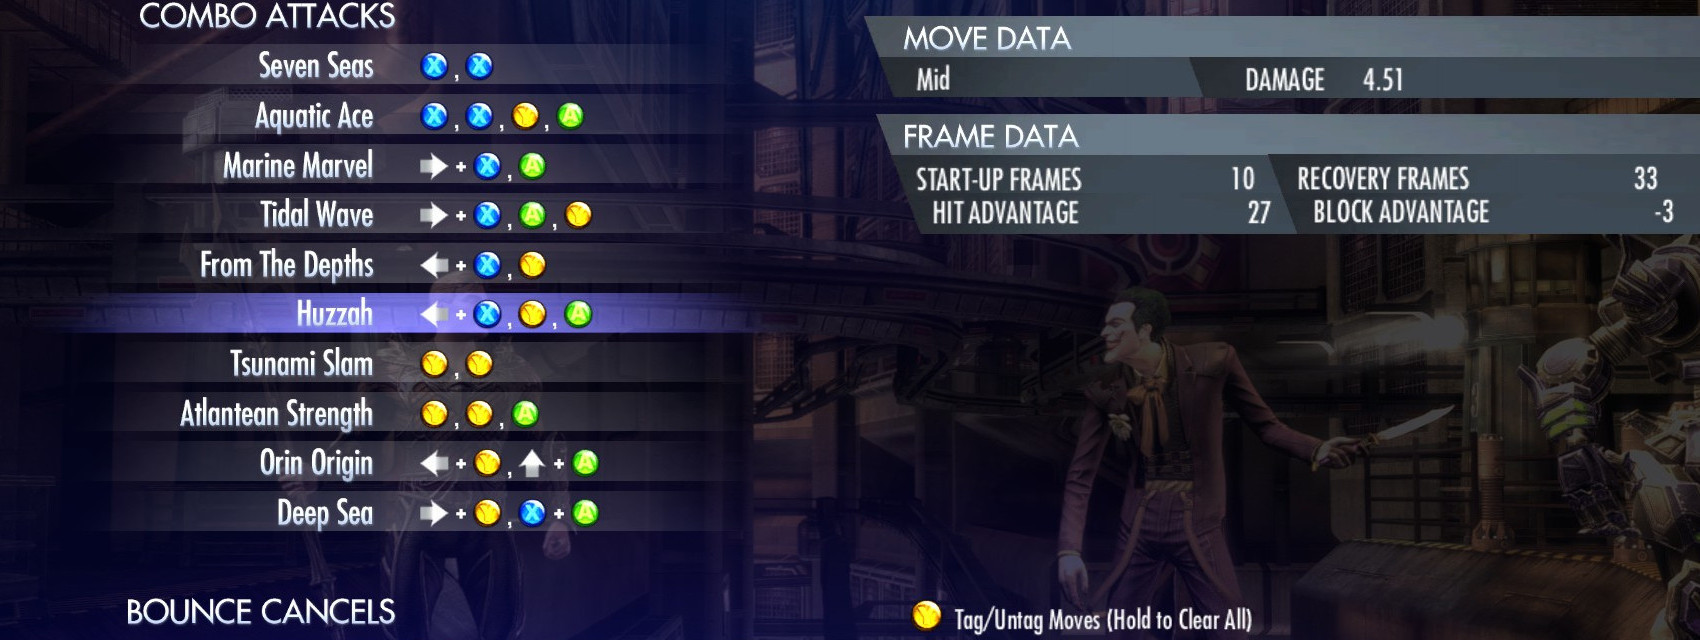 COMBO ATTACKS
Seven Seas X , X
Aquatic Ace X , X , Y , A
Marine Marvel + X , A
Tidal Wave + X , A , Y
From The Depths + X , Y
Huzzah + X , Y , A
Tsunami Slam Y , Y
Atlantean Strength Y , Y , A
Orin Origin + Y , + A
Deep Sea + Y , X + A
BOUNCE CANCELS
MOVE DATA
Mid DAMAGE 4.51
FRAME DATA
START-UP FRAMES 10 RECOVERY FRAMES 33
HIT ADVANTAGE 27 BLOCK ADVANTAGE -3
Y Tag/Untag Moves (Hold to Clear All)